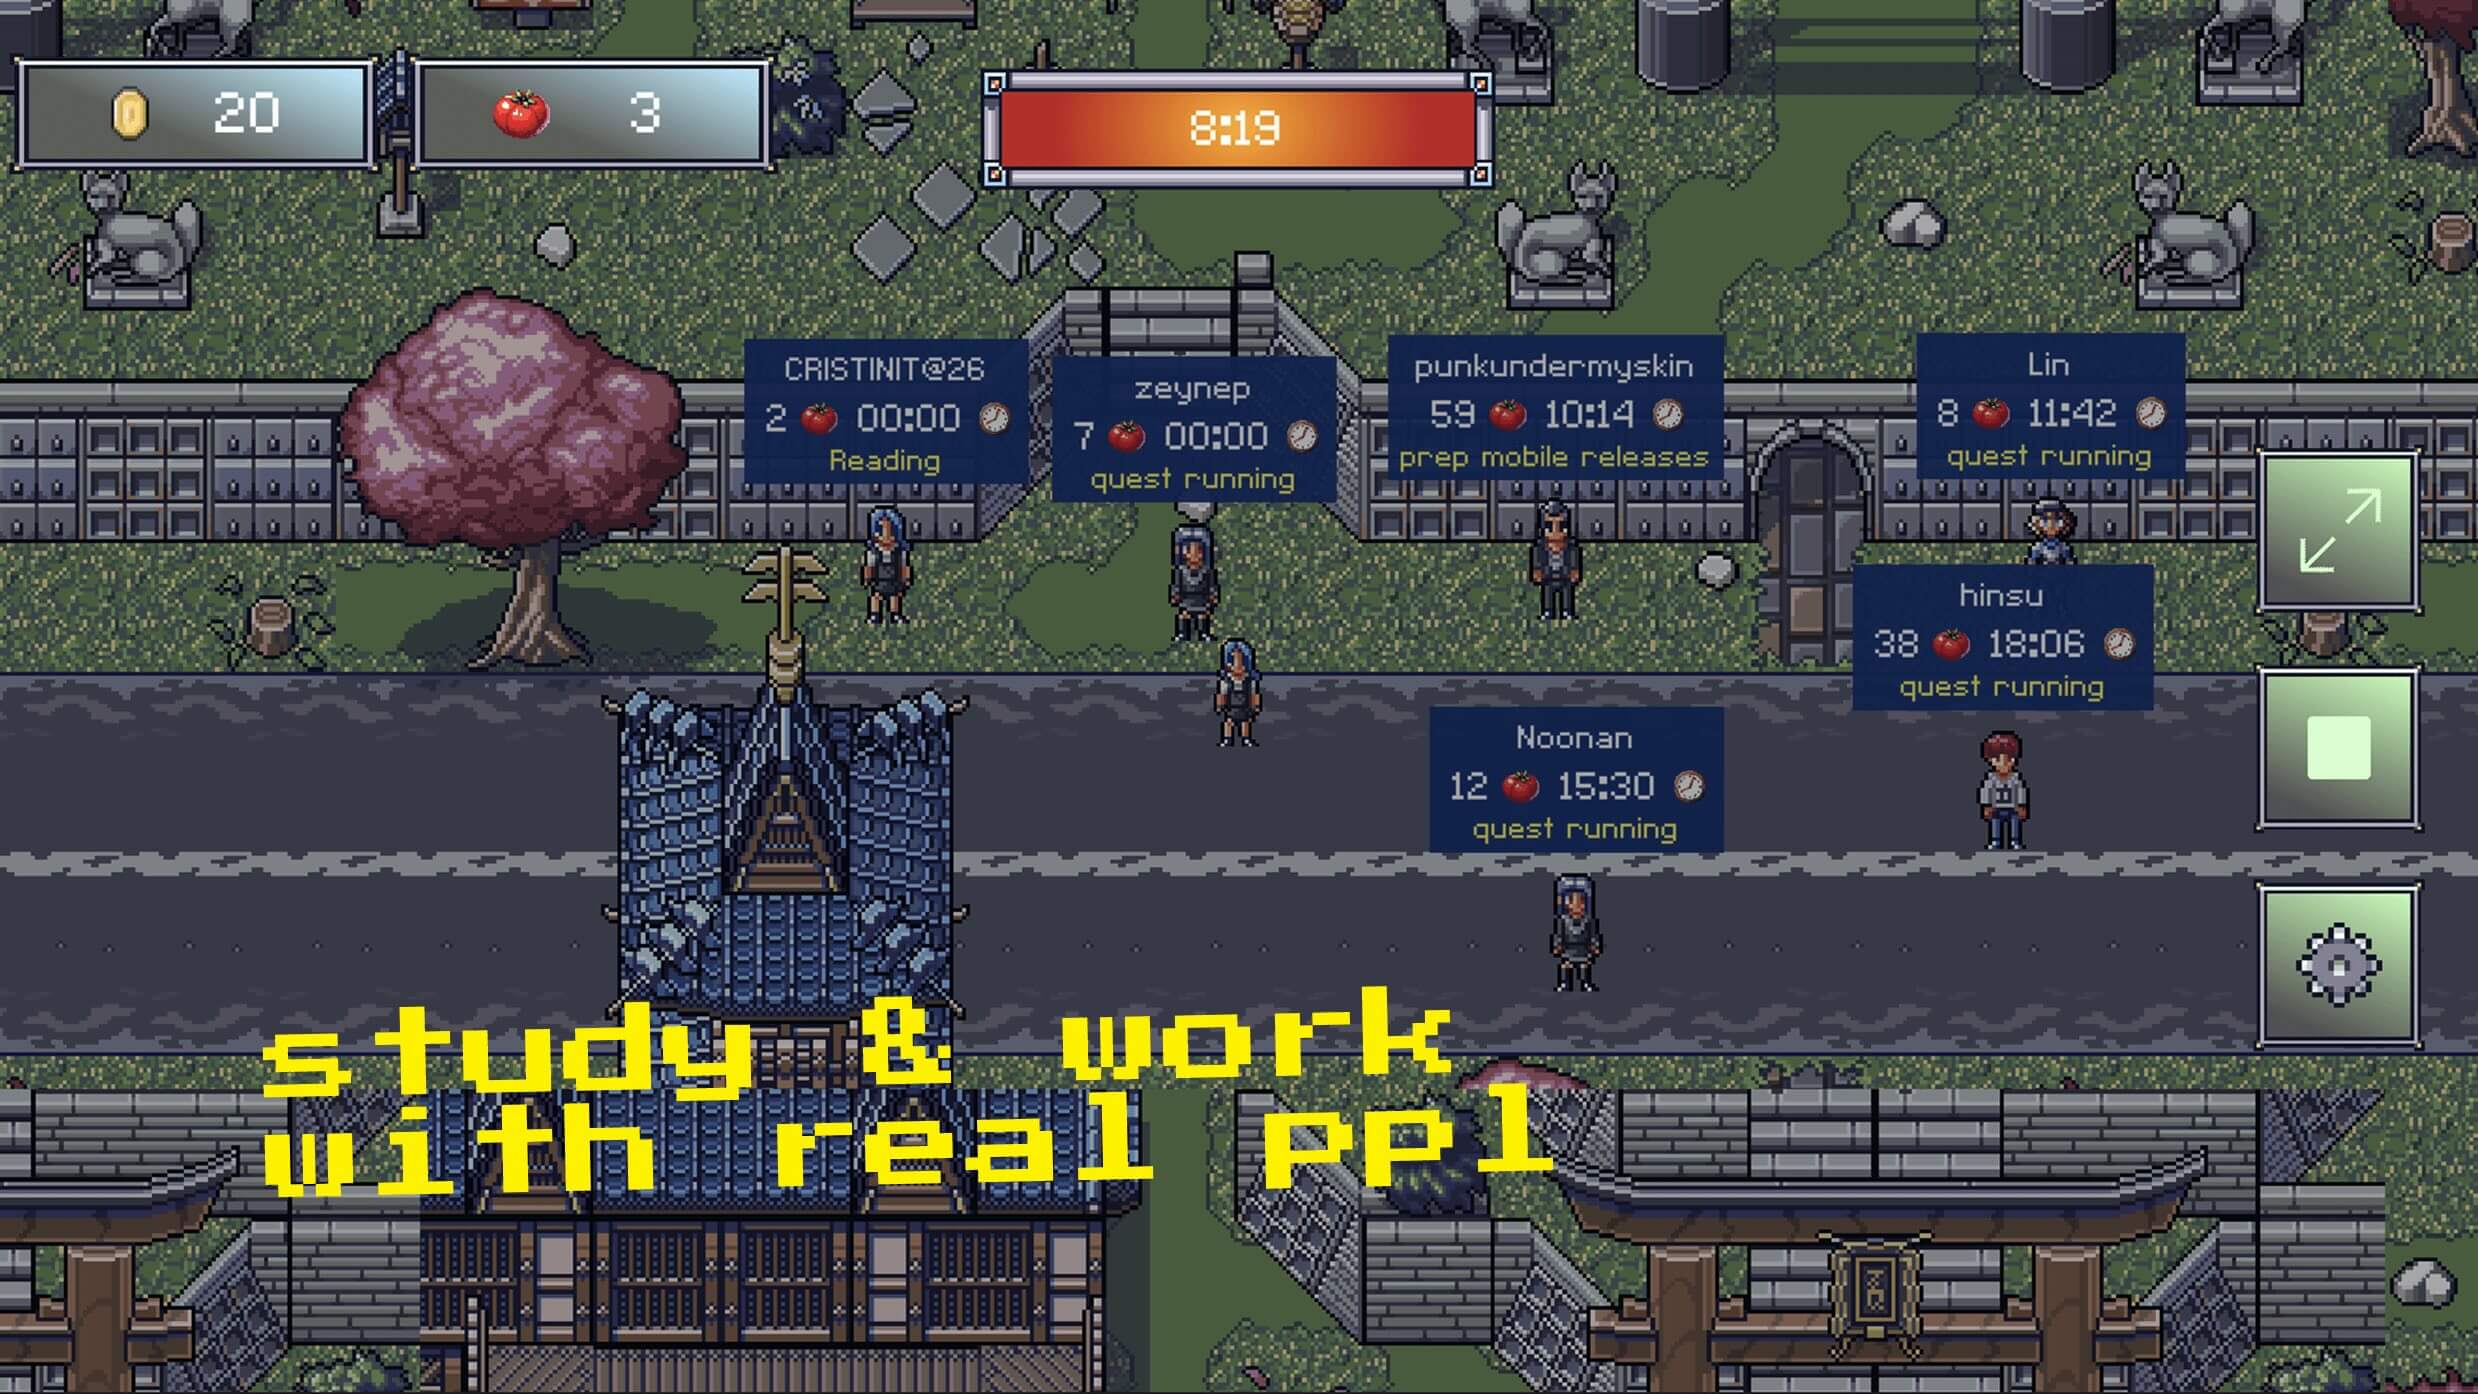 20
3
8:19
CRISTINIT@26
2 00:00
Reading
zeynep
7 00:00
quest running
punkundermyskin
59 10:14
prep mobile releases
Lin
8 11:42
quest running
hinsu
38 18:06
quest running
Noonan
12 15:30
quest running
study & work
with real ppl